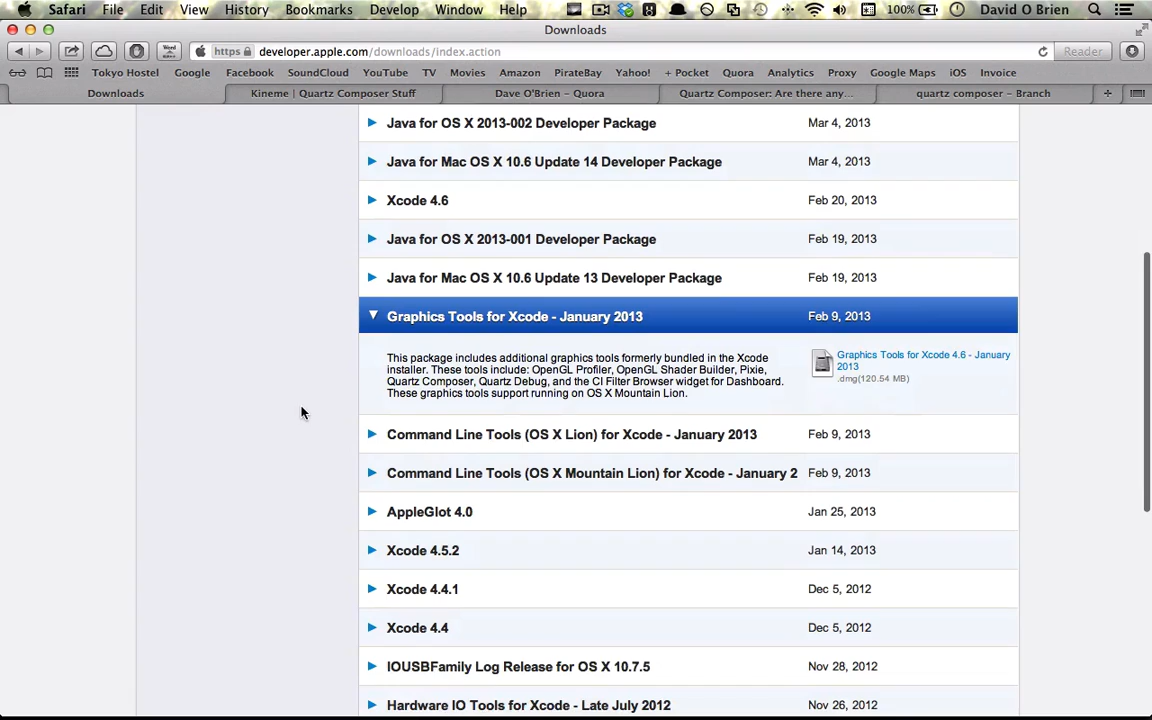 Safari File Edit View History Bookmarks Develop Window Help 100% David O Brien
Downloads
https developer.apple.com/downloads/index.action Reader
Tokyo Hostel Google Facebook SoundCloud YouTube TV Movies Amazon PirateBay Yahoo! + Pocket Quora Analytics Proxy Google Maps iOS Invoice
Downloads Kineme | Quartz Composer Stuff Dave O'Brien – Quora Quartz Composer: Are there any... quartz composer – Branch
Java for OS X 2013-002 Developer Package Mar 4, 2013
Java for Mac OS X 10.6 Update 14 Developer Package Mar 4, 2013
Xcode 4.6 Feb 20, 2013
Java for OS X 2013-001 Developer Package Feb 19, 2013
Java for Mac OS X 10.6 Update 13 Developer Package Feb 19, 2013
Graphics Tools for Xcode - January 2013 Feb 9, 2013
This package includes additional graphics tools formerly bundled in the Xcode
installer. These tools include: OpenGL Profiler, OpenGL Shader Builder, Pixie,
Quartz Composer, Quartz Debug, and the CI Filter Browser widget for Dashboard.
These graphics tools support running on OS X Mountain Lion.
Graphics Tools for Xcode 4.6 - January
2013
.dmg(120.54 MB)
Command Line Tools (OS X Lion) for Xcode - January 2013 Feb 9, 2013
Command Line Tools (OS X Mountain Lion) for Xcode - January 2 Feb 9, 2013
AppleGlot 4.0 Jan 25, 2013
Xcode 4.5.2 Jan 14, 2013
Xcode 4.4.1 Dec 5, 2012
Xcode 4.4 Dec 5, 2012
IOUSBFamily Log Release for OS X 10.7.5 Nov 28, 2012
Hardware IO Tools for Xcode - Late July 2012 Nov 26, 2012